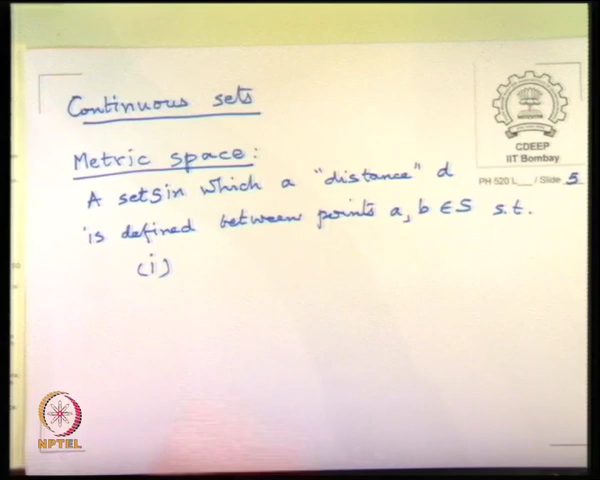 Continuous sets
CDEEP
IIT Bombay
Metric space:
PH 520 L___ / Slide 5
A set S in which a "distance" d
is defined between points a, b ∈ S s.t.
(i)
NPTEL